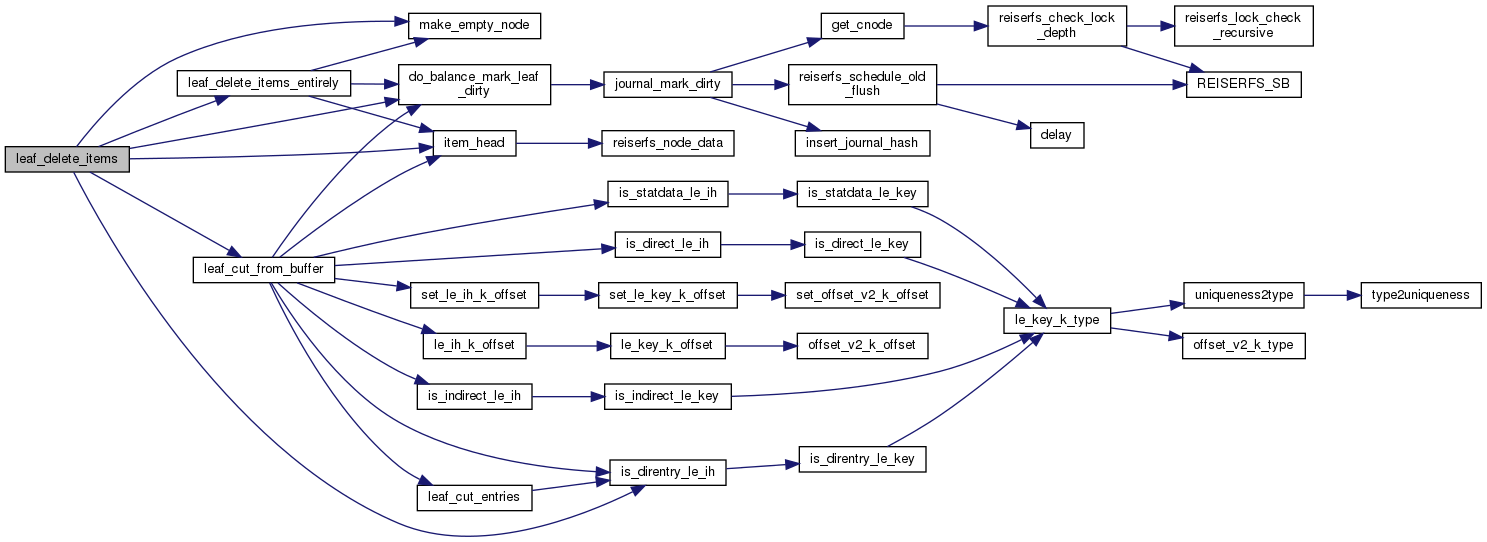 leaf_delete_items
make_empty_node
leaf_delete_items_entirely
do_balance_mark_leaf
_dirty
item_head
leaf_cut_from_buffer
set_le_ih_k_offset
le_ih_k_offset
is_indirect_le_ih
leaf_cut_entries
journal_mark_dirty
reiserfs_node_data
is_statdata_le_ih
is_direct_le_ih
set_le_key_k_offset
le_key_k_offset
is_indirect_le_key
is_direntry_le_ih
get_cnode
reiserfs_schedule_old
_flush
insert_journal_hash
is_statdata_le_key
is_direct_le_key
set_offset_v2_k_offset
offset_v2_k_offset
is_direntry_le_key
reiserfs_check_lock
_depth
delay
le_key_k_type
reiserfs_lock_check
_recursive
REISERFS_SB
uniqueness2type
offset_v2_k_type
type2uniqueness